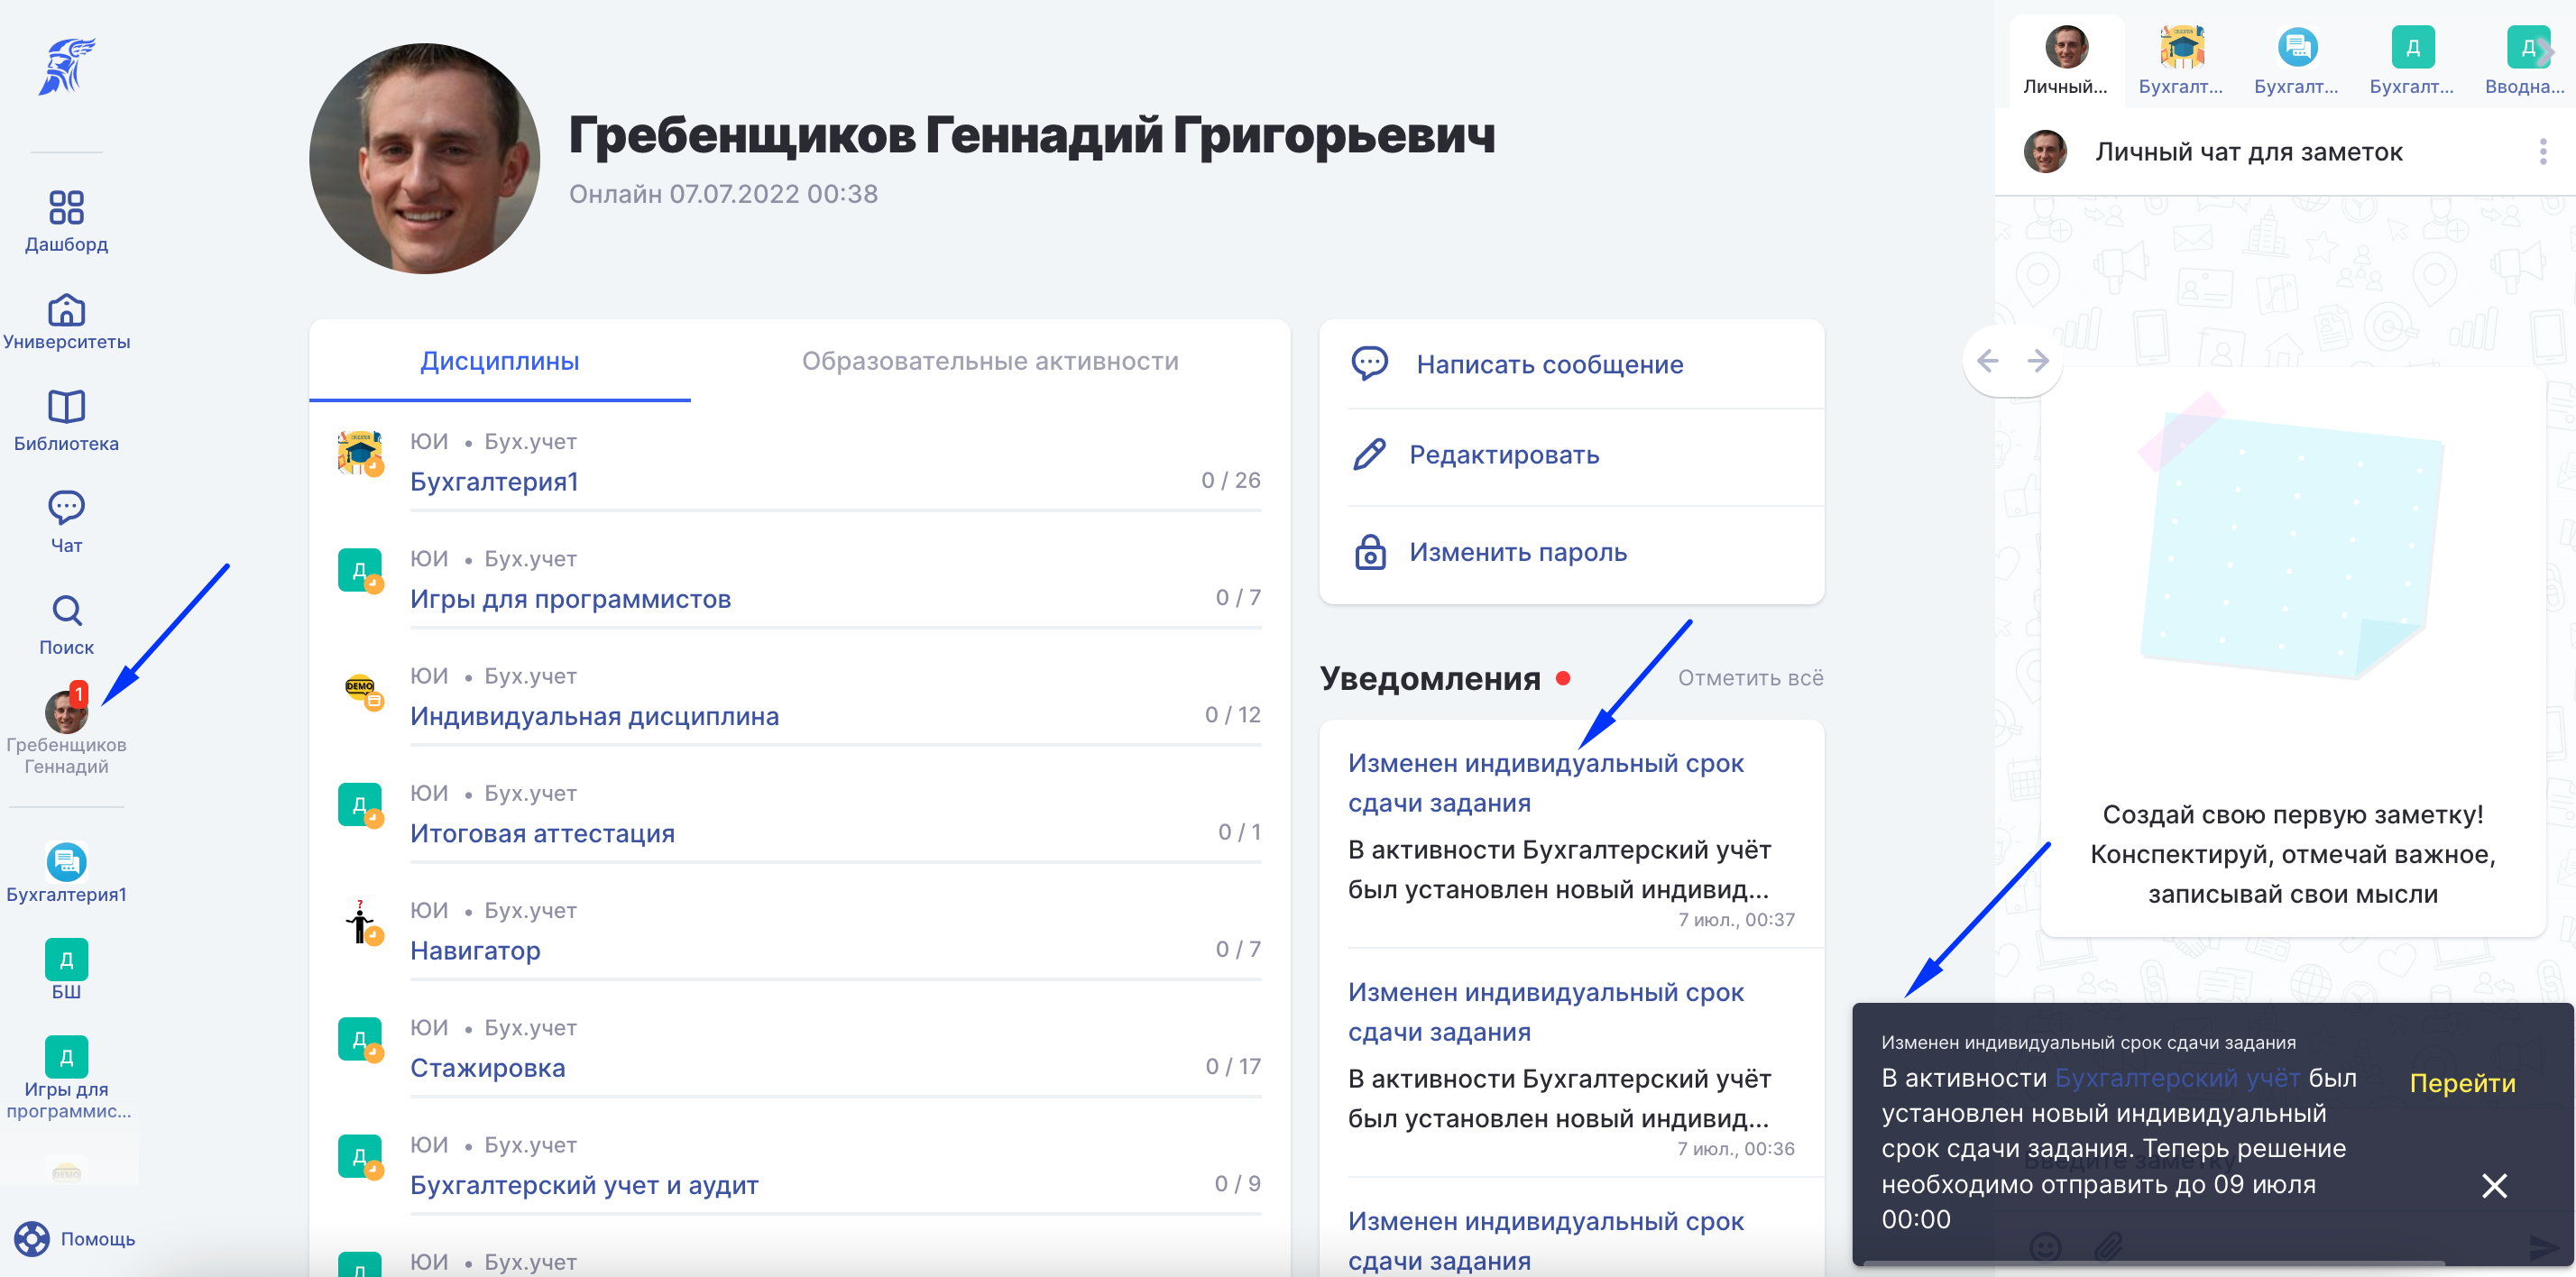 Дашборд
Университеты
Библиотека
Чат
Поиск
1
Гребенщиков
Геннадий
Бухгалтерия1
Д
БШ
Д
Игры для
программис...
DEMO
Помощь
Гребенщиков Геннадий Григорьевич
Онлайн 07.07.2022 00:38
Дисциплины
Образовательные активности
ЮИ • Бух.учет
Бухгалтерия1
0 / 26
Д
ЮИ • Бух.учет
Игры для программистов
0 / 7
DEMO
ЮИ • Бух.учет
Индивидуальная дисциплина
0 / 12
Д
ЮИ • Бух.учет
Итоговая аттестация
0 / 1
?
ЮИ • Бух.учет
Навигатор
0 / 7
Д
ЮИ • Бух.учет
Стажировка
0 / 17
Д
ЮИ • Бух.учет
Бухгалтерский учет и аудит
0 / 9
Д
ЮИ • Бух.учет
Написать сообщение
Редактировать
Изменить пароль
Уведомления
Отметить всё
Изменен индивидуальный срок
сдачи задания
В активности Бухгалтерский учёт
был установлен новый индивид...
7 июл., 00:37
Изменен индивидуальный срок
сдачи задания
В активности Бухгалтерский учёт
был установлен новый индивид...
7 июл., 00:36
Изменен индивидуальный срок
сдачи задания
Личный...
Бухгалт...
Бухгалт...
Д
Бухгалт...
Д
Вводна...
Личный чат для заметок
Создай свою первую заметку!
Конспектируй, отмечай важное,
записывай свои мысли
Изменен индивидуальный срок сдачи задания
В активности Бухгалтерский учёт был
установлен новый индивидуальный
срок сдачи задания. Теперь решение
необходимо отправить до 09 июля
00:00
Перейти